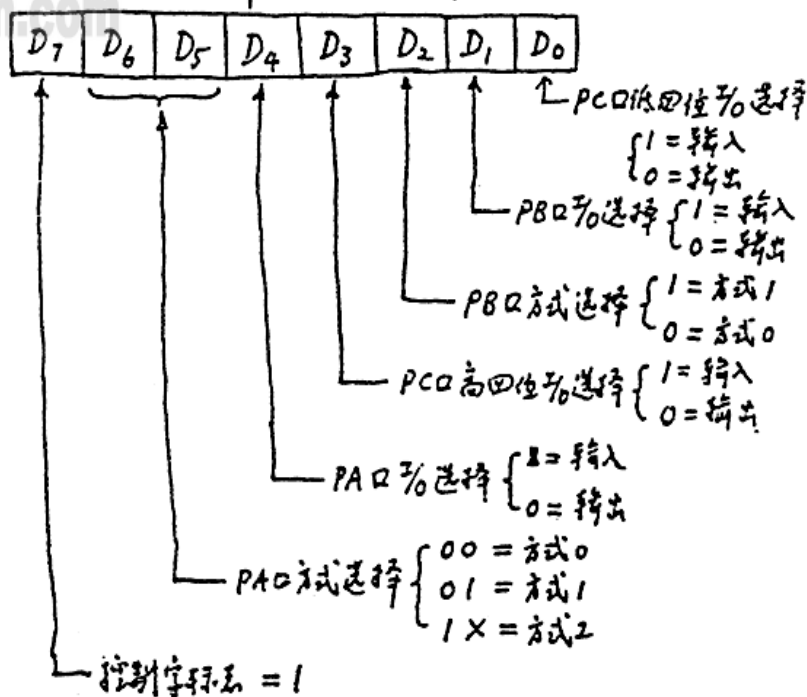 D7 D6 D5 D4 D3 D2 D1 D0
PC口低四位I/O选择
1=输入
0=输出
PB口I/O选择
1=输入
0=输出
PB口方式选择
1=方式1
0=方式0
PC口高四位I/O选择
1=输入
0=输出
PA口I/O选择
1=输入
0=输出
PA口方式选择
00=方式0
01=方式1
1X=方式2
控制字标志=1